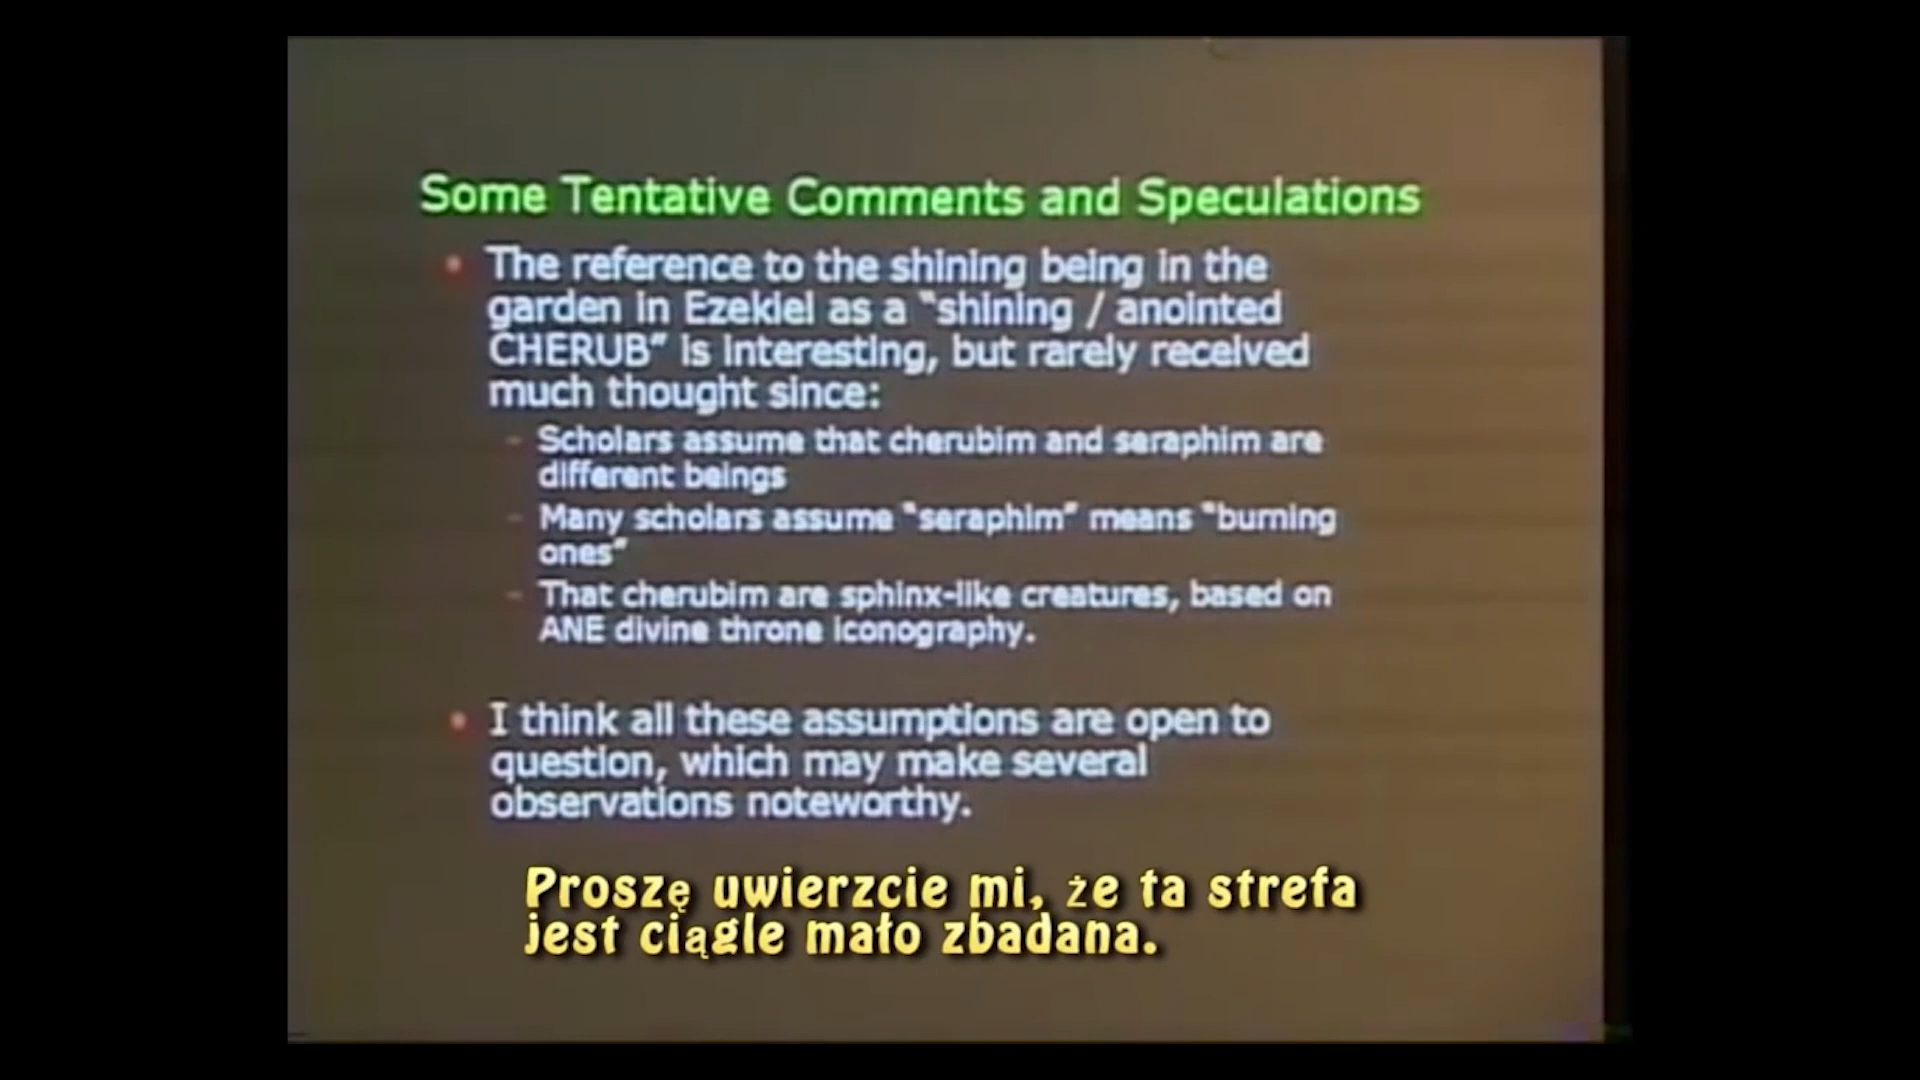 Some Tentative Comments and Speculations
• The reference to the shining being in the
garden in Ezekiel as a "shining / anointed
CHERUB" is interesting, but rarely received
much thought since:
– Scholars assume that cherubim and seraphim are
different beings
– Many scholars assume "seraphim" means "burning
ones"
– That cherubim are sphinx-like creatures, based on
ANE divine throne iconography.
• I think all these assumptions are open to
question, which may make several
observations noteworthy.
Proszę uwierzcie mi, że ta strefa
jest ciągle mało zbadana.